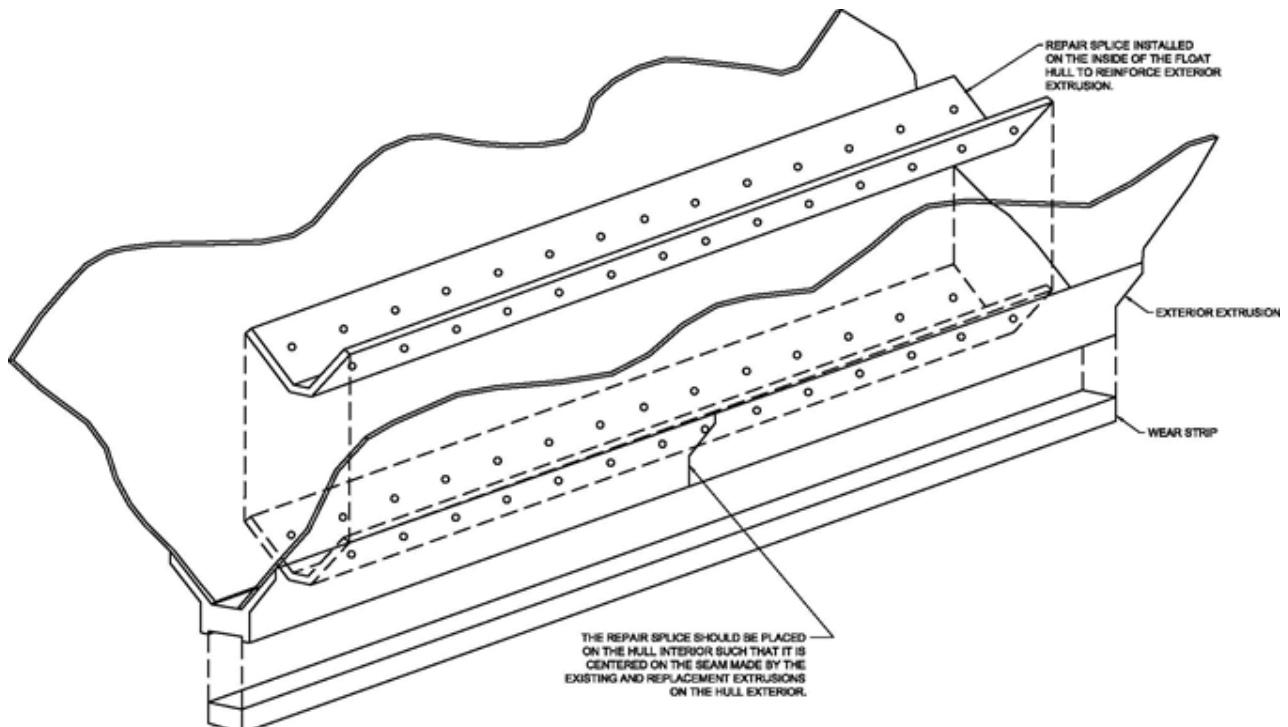 REPAIR SPLICE INSTALLED
ON THE INSIDE OF THE FLOAT
HULL TO REINFORCE EXTERIOR
EXTRUSION.
EXTERIOR EXTRUSION
WEAR STRIP
THE REPAIR SPLICE SHOULD BE PLACED
ON THE HULL INTERIOR SUCH THAT IT IS
CENTERED ON THE SEAM MADE BY THE
EXISTING AND REPLACEMENT EXTRUSIONS
ON THE HULL EXTERIOR.